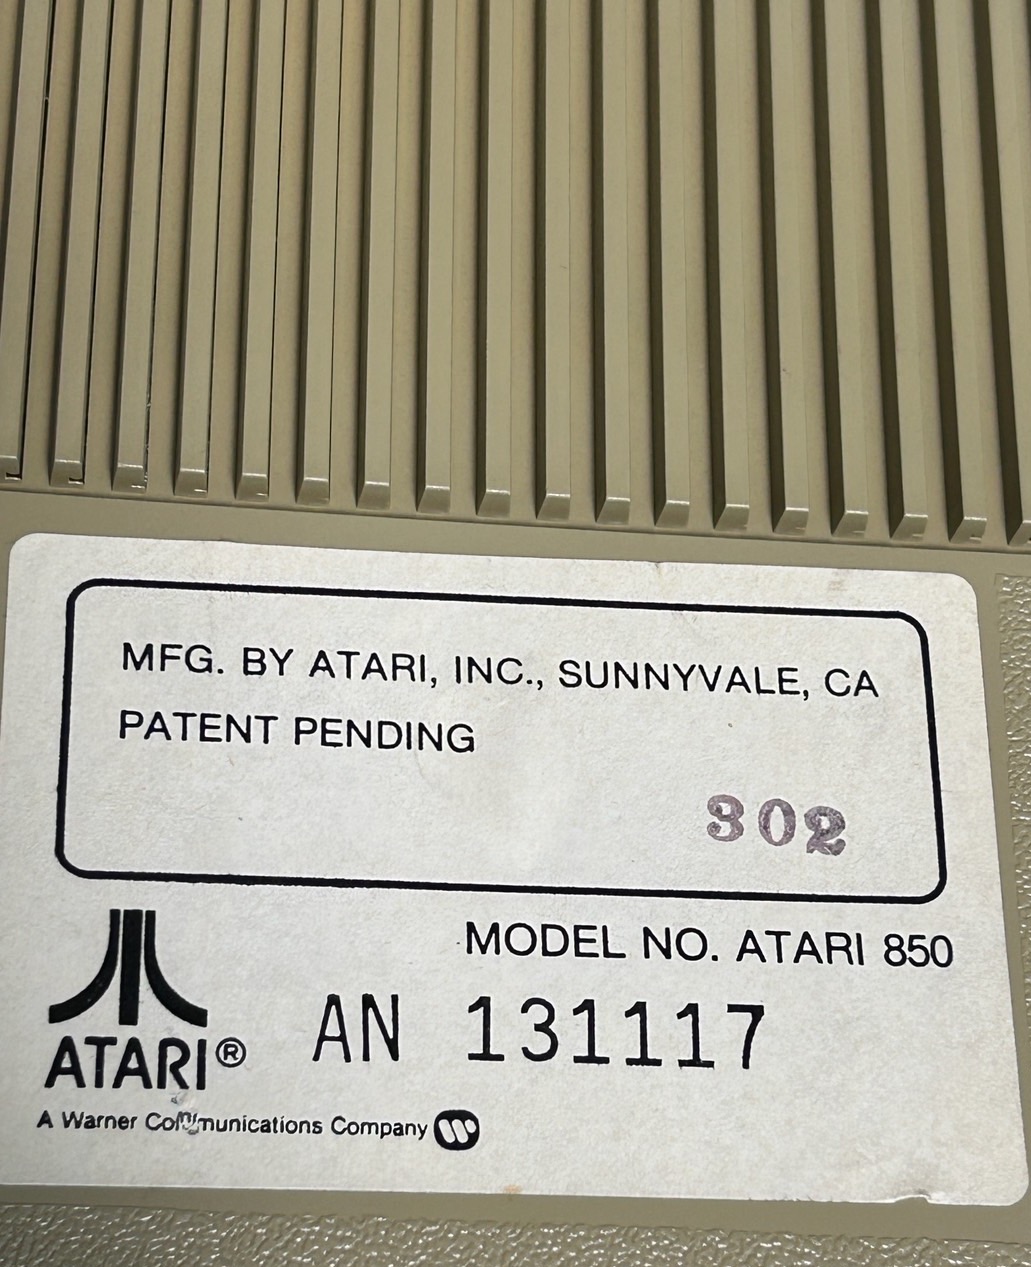 MFG. BY ATARI, INC., SUNNYVALE, CA
PATENT PENDING
302
MODEL NO. ATARI 850
AN 131117
ATARI®
A Warner Communications Company